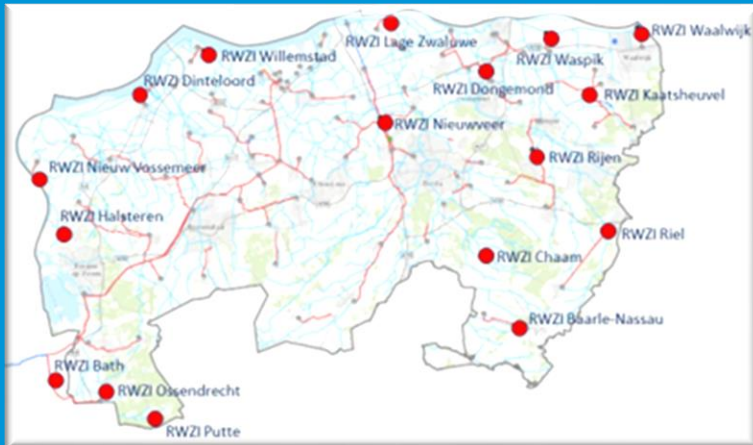 RWZI Waalwijk
RWZI Lage Zwaluwe
RWZI Willemstad
RWZI Waspik
RWZI Dinteloord
RWZI Dongemond
RWZI Kaatsheuvel
RWZI Nieuwveer
RWZI Rijen
RWZI Nieuw Vossemeer
RWZI Halsteren
RWZI Riel
RWZI Chaam
RWZI Baarle-Nassau
RWZI Bath
RWZI Ossendrecht
RWZI Putte